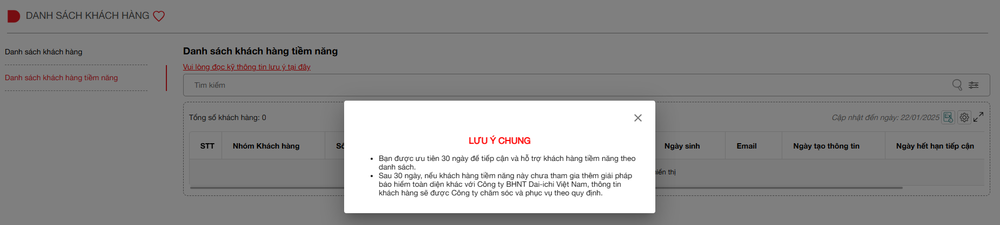 DANH SÁCH KHÁCH HÀNG
Danh sách khách hàng
Danh sách khách hàng tiềm năng
Danh sách khách hàng tiềm năng
Vui lòng đọc kỹ thông tin lưu ý tại đây
Tìm kiếm
Tổng số khách hàng: 0
Cập nhật đến ngày: 22/01/2025
STT Nhóm Khách hàng Số Ngày sinh Email Ngày tạo thông tin Ngày hết hạn tiếp cận
hiển thị
LƯU Ý CHUNG
• Bạn được ưu tiên 30 ngày để tiếp cận và hỗ trợ khách hàng tiềm năng theo
danh sách.
• Sau 30 ngày, nếu khách hàng tiềm năng này chưa tham gia thêm giải pháp
bảo hiểm toàn diện khác với Công ty BHNT Dai-ichi Việt Nam, thông tin
khách hàng sẽ được Công ty chăm sóc và phục vụ theo quy định.